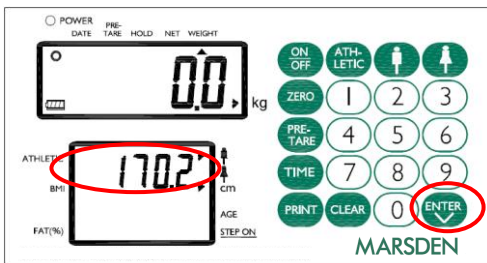 POWER
DATE PRE-TARE HOLD NET WEIGHT
0.0 kg
ATHLETIC
BMI
FAT(%)
170.2
cm
AGE
STEP ON
ON OFF
ATH-LETIC
ZERO 1 2 3
PRE-TARE 4 5 6
TIME 7 8 9
PRINT CLEAR 0 ENTER
MARSDEN